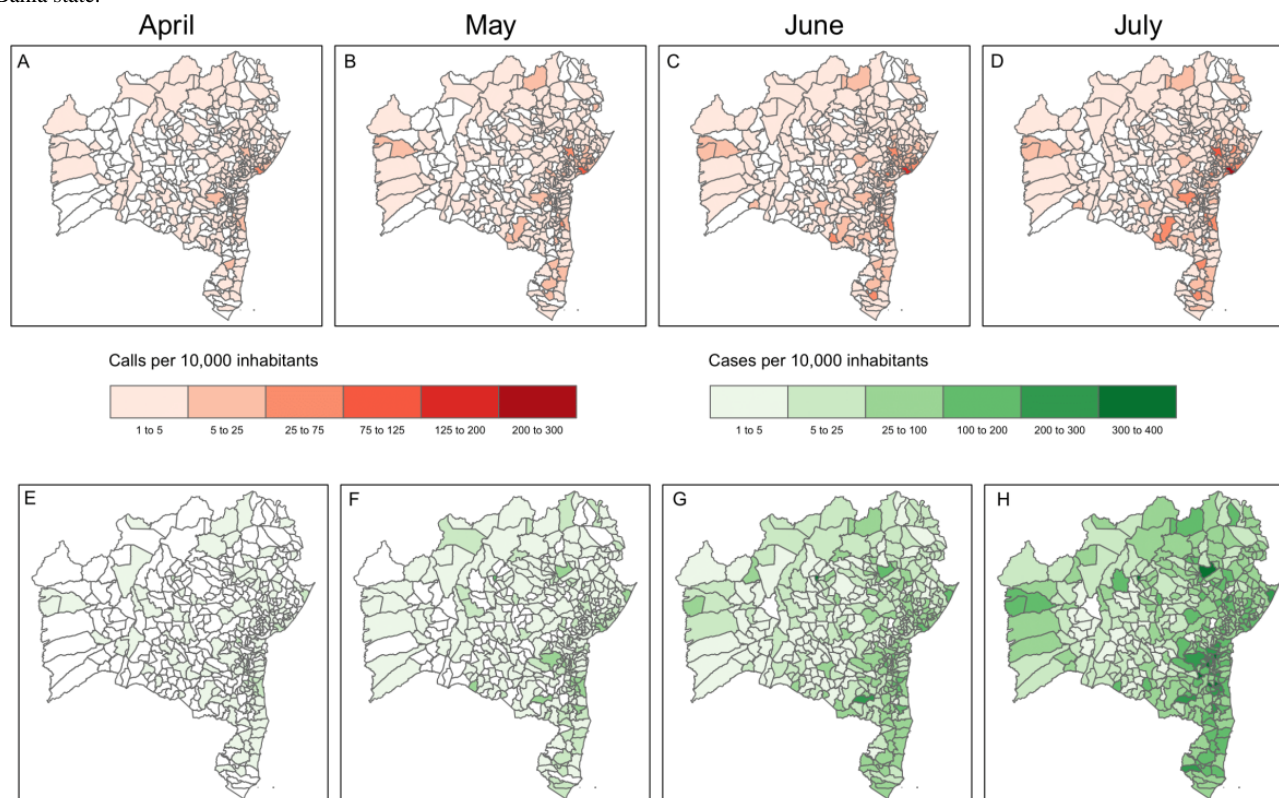 Bahia state.
April May June July
A B C D
Calls per 10,000 inhabitants Cases per 10,000 inhabitants
1 to 5 5 to 25 25 to 75 75 to 125 125 to 200 200 to 300 1 to 5 5 to 25 25 to 100 100 to 200 200 to 300 300 to 400
E F G H